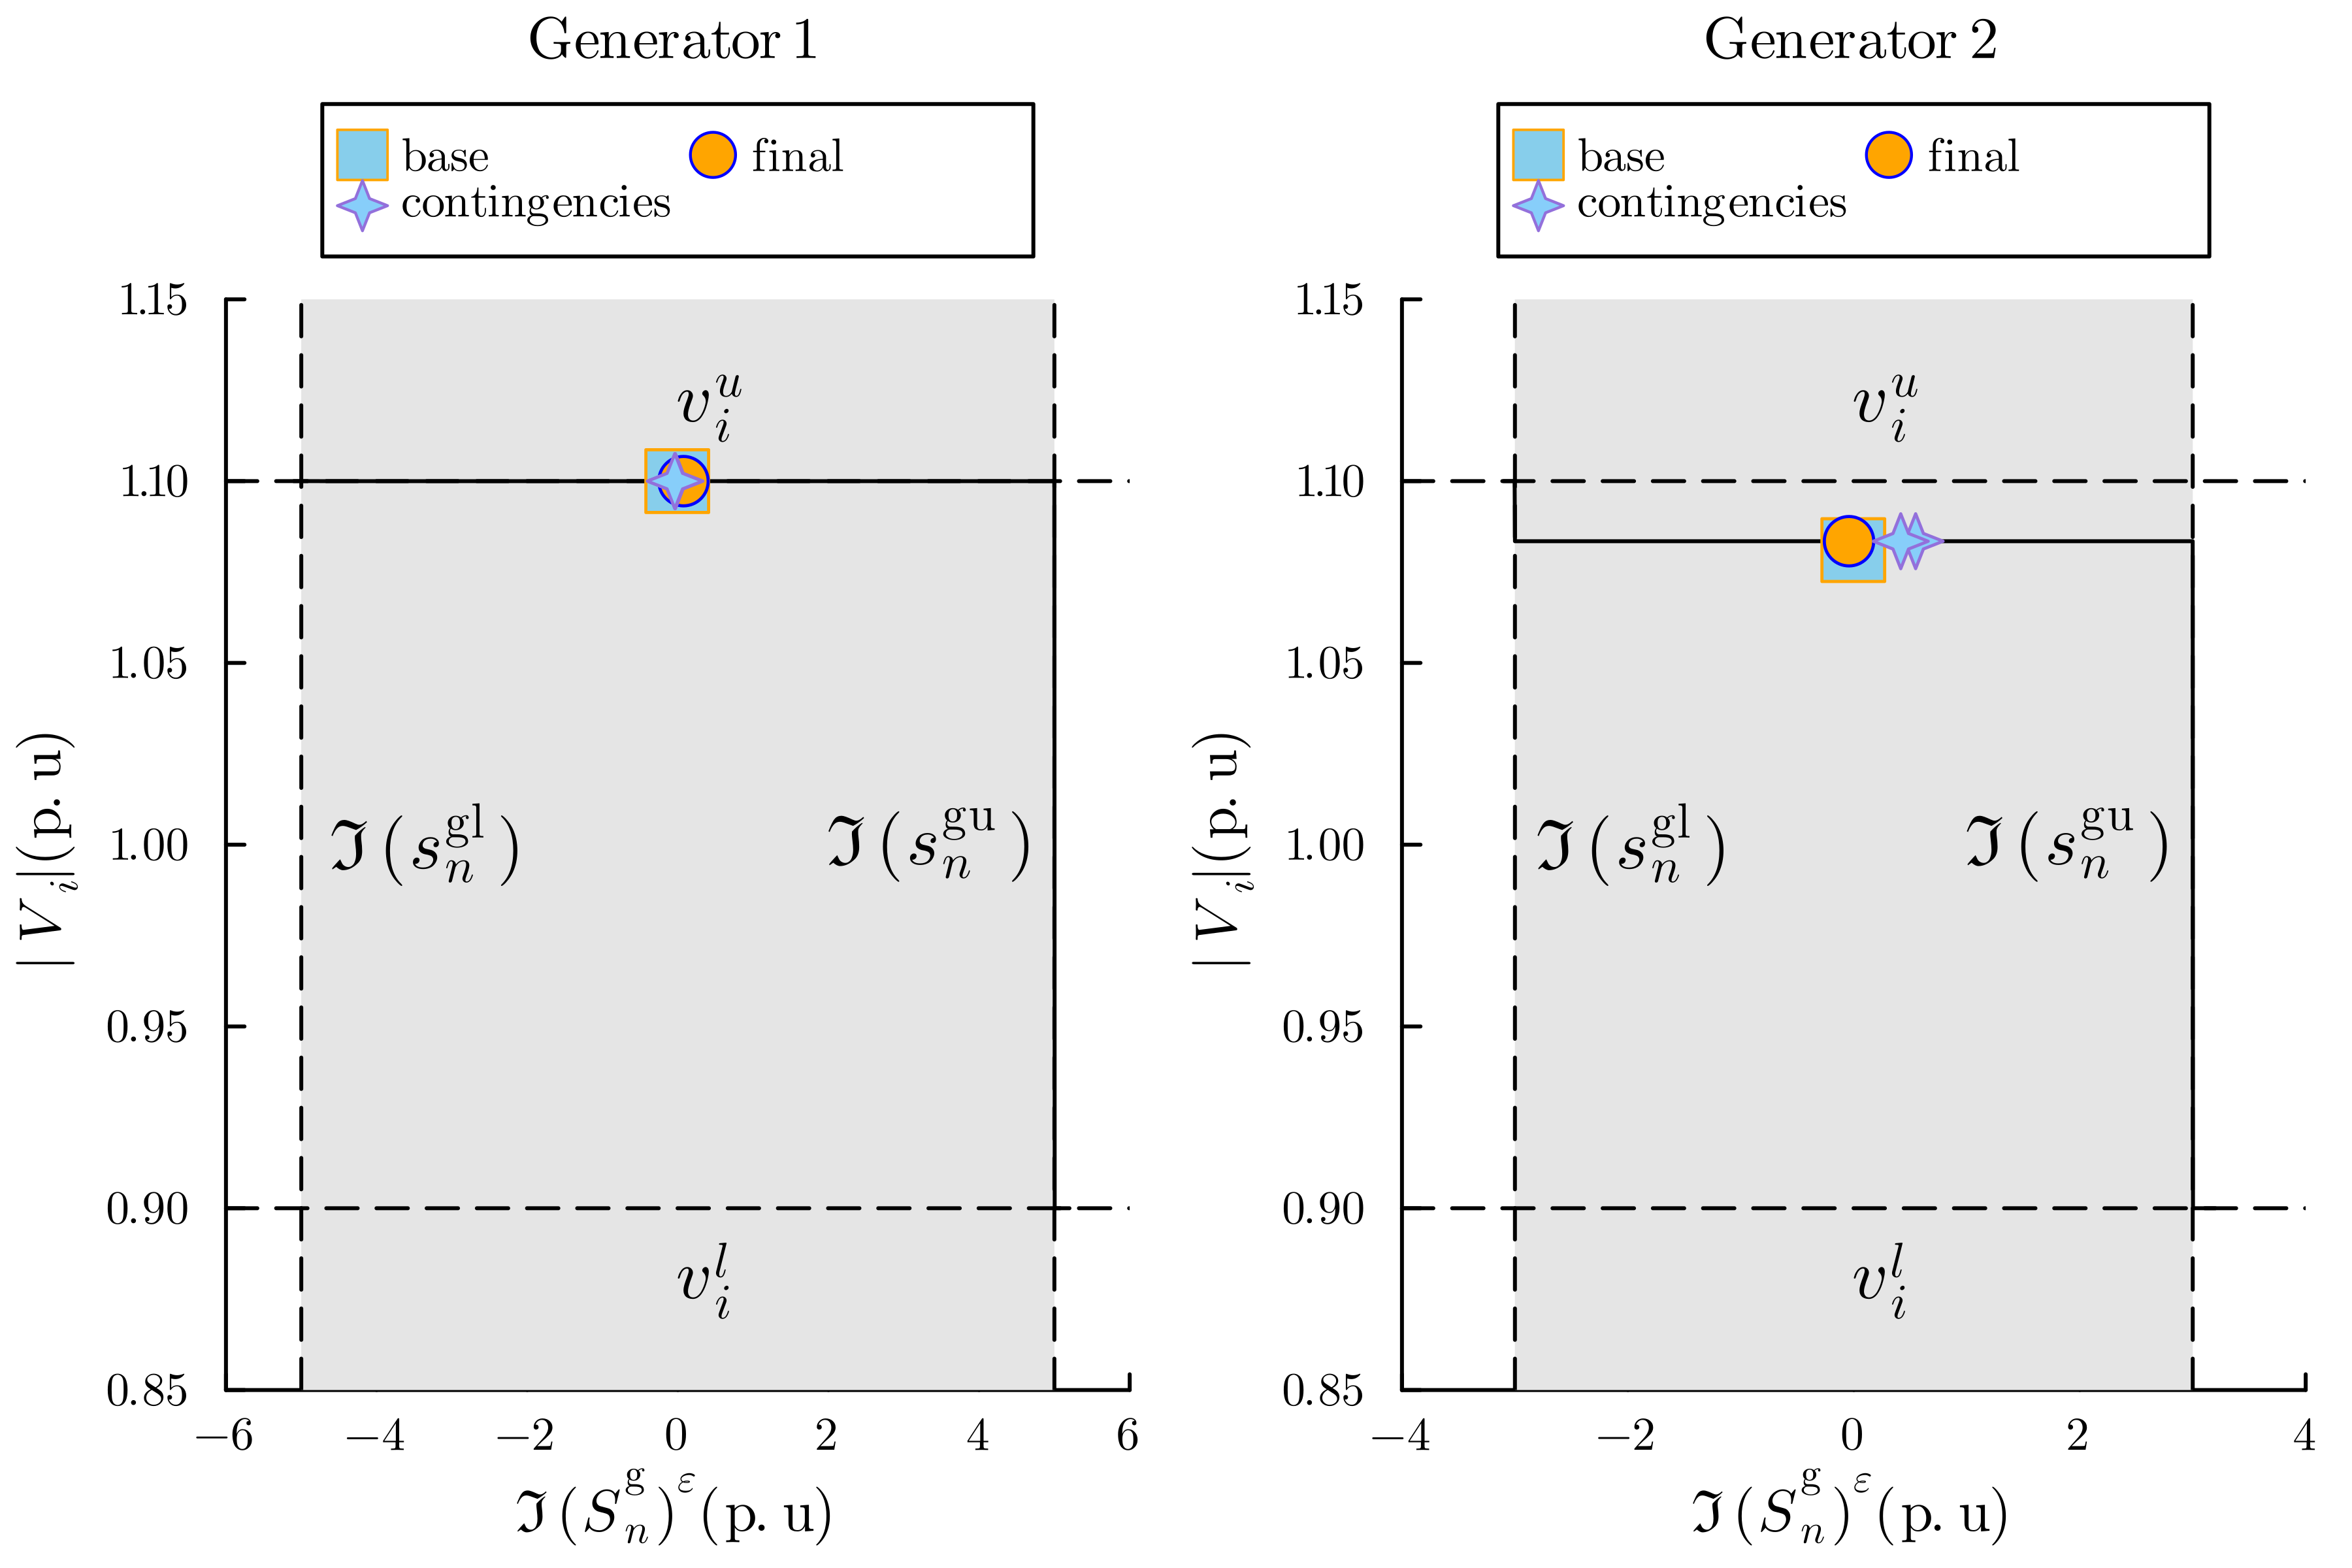 Generator 1
base final
contingencies
1.15
1.10
1.05
1.00
0.95
0.90
0.85
|V_i|(p. u)
v_i^u
ℑ(s_n^gl) ℑ(s_n^gu)
v_i^l
−6 −4 −2 0 2 4 6
ℑ(S_n^g)^ε(p. u)
Generator 2
base final
contingencies
1.15
1.10
1.05
1.00
0.95
0.90
0.85
|V_i|(p. u)
v_i^u
ℑ(s_n^gl) ℑ(s_n^gu)
v_i^l
−4 −2 0 2 4
ℑ(S_n^g)^ε(p. u)